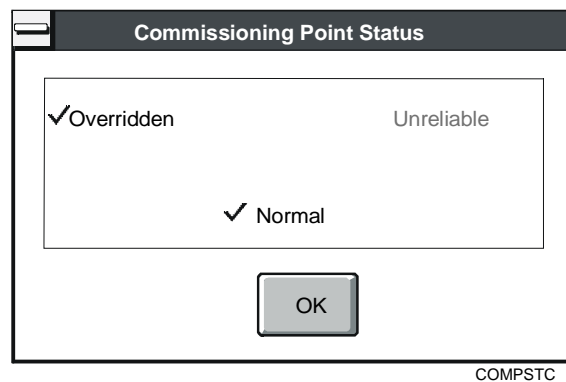 Commissioning Point Status
✓Overridden Unreliable
✓ Normal
OK
COMPSTC